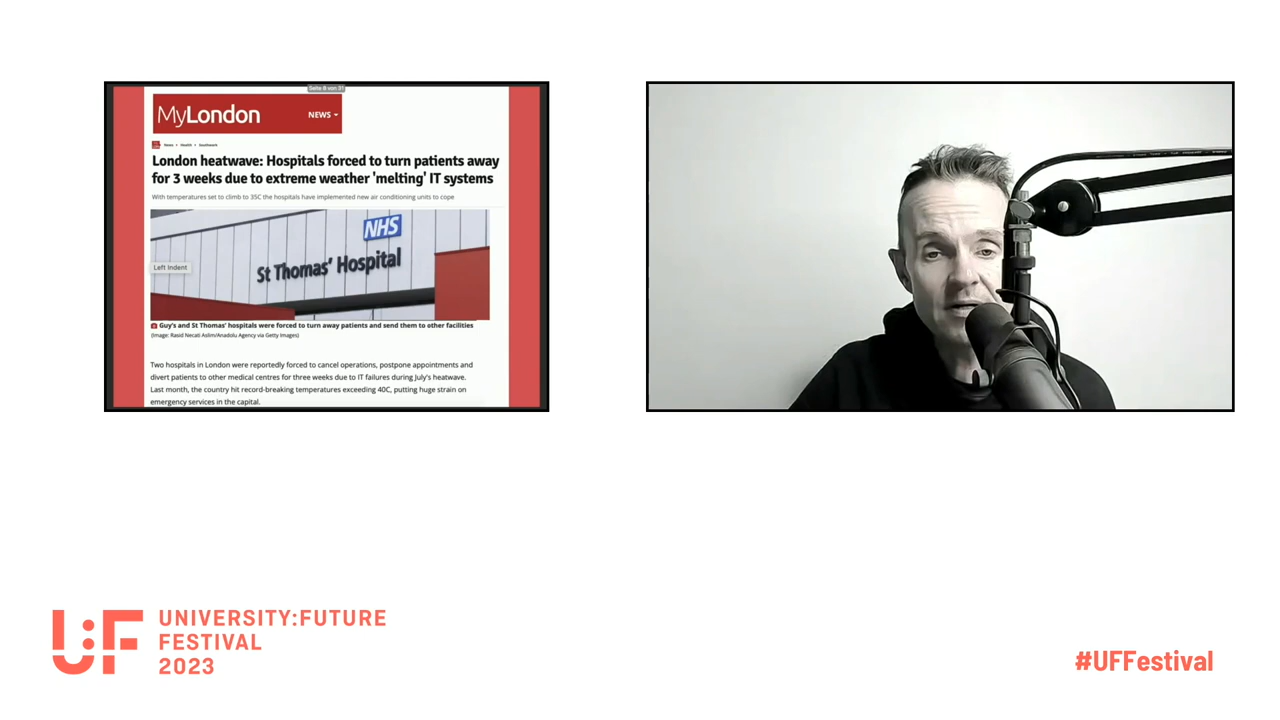 Seite 8 von 31
MyLondon
NEWS
News • Health • Southwark
London heatwave: Hospitals forced to turn patients away
for 3 weeks due to extreme weather 'melting' IT systems
With temperatures set to climb to 35C the hospitals have implemented new air conditioning units to cope
NHS
St Thomas' Hospital
Left Indent
Guy's and St Thomas' hospitals were forced to turn away patients and send them to other facilities
(Image: Rasid Necati Aslim/Anadolu Agency via Getty Images)
Two hospitals in London were reportedly forced to cancel operations, postpone appointments and
divert patients to other medical centres for three weeks due to IT failures during July's heatwave.
Last month, the country hit record-breaking temperatures exceeding 40C, putting huge strain on
emergency services in the capital.
U:F
UNIVERSITY:FUTURE
FESTIVAL
2023
#UFFestival